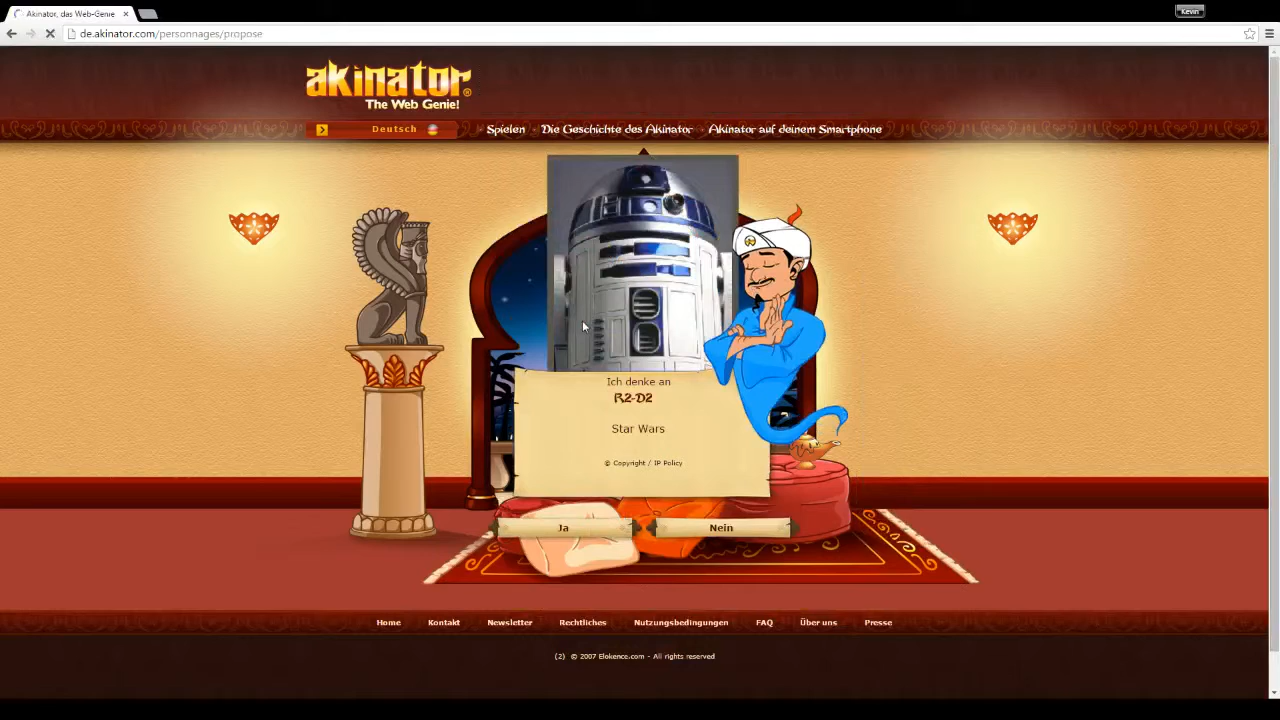 Akinator, das Web-Genie
Kevin
de.akinator.com/personnages/propose
akinator®
The Web Genie!
Deutsch
Spielen - Die Geschichte des Akinator - Akinator auf deinem Smartphone
Ich denke an
R2-D2
Star Wars
© Copyright / IP Policy
Ja
Nein
Home Kontakt Newsletter Rechtliches Nutzungsbedingungen FAQ Über uns Presse
(2) © 2007 Elokence.com - All rights reserved